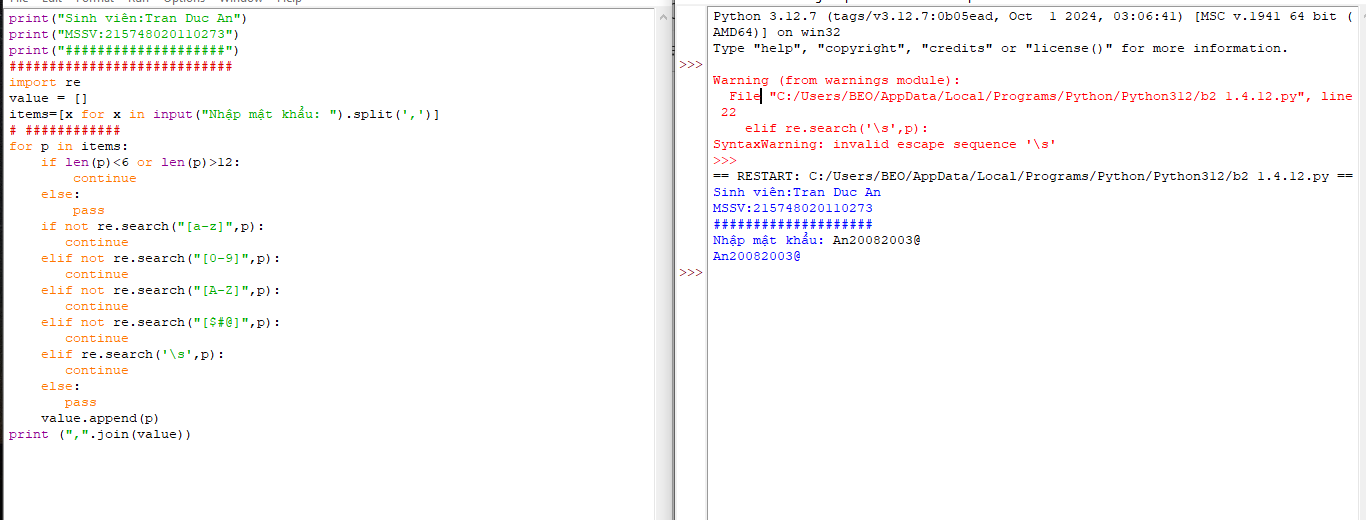 print("Sinh viên:Tran Duc An")
print("MSSV:215748020110273")
print("####################")
############################
import re
value = []
items=[x for x in input("Nhập mật khẩu: ").split(',')]
# ############
for p in items:
    if len(p)<6 or len(p)>12:
        continue
    else:
        pass
    if not re.search("[a-z]",p):
       continue
    elif not re.search("[0-9]",p):
       continue
    elif not re.search("[A-Z]",p):
       continue
    elif not re.search("[$#@]",p):
       continue
    elif re.search('\s',p):
       continue
    else:
       pass
    value.append(p)
print (",".join(value))
Python 3.12.7 (tags/v3.12.7:0b05ead, Oct  1 2024, 03:06:41) [MSC v.1941 64 bit (
AMD64)] on win32
Type "help", "copyright", "credits" or "license()" for more information.
>>>
Warning (from warnings module):
  File "C:/Users/BEO/AppData/Local/Programs/Python/Python312/b2 1.4.12.py", line
 22
    elif re.search('\s',p):
SyntaxWarning: invalid escape sequence '\s'
>>>
== RESTART: C:/Users/BEO/AppData/Local/Programs/Python/Python312/b2 1.4.12.py ==
Sinh viên:Tran Duc An
MSSV:215748020110273
####################
Nhập mật khẩu: An20082003@
An20082003@
>>>